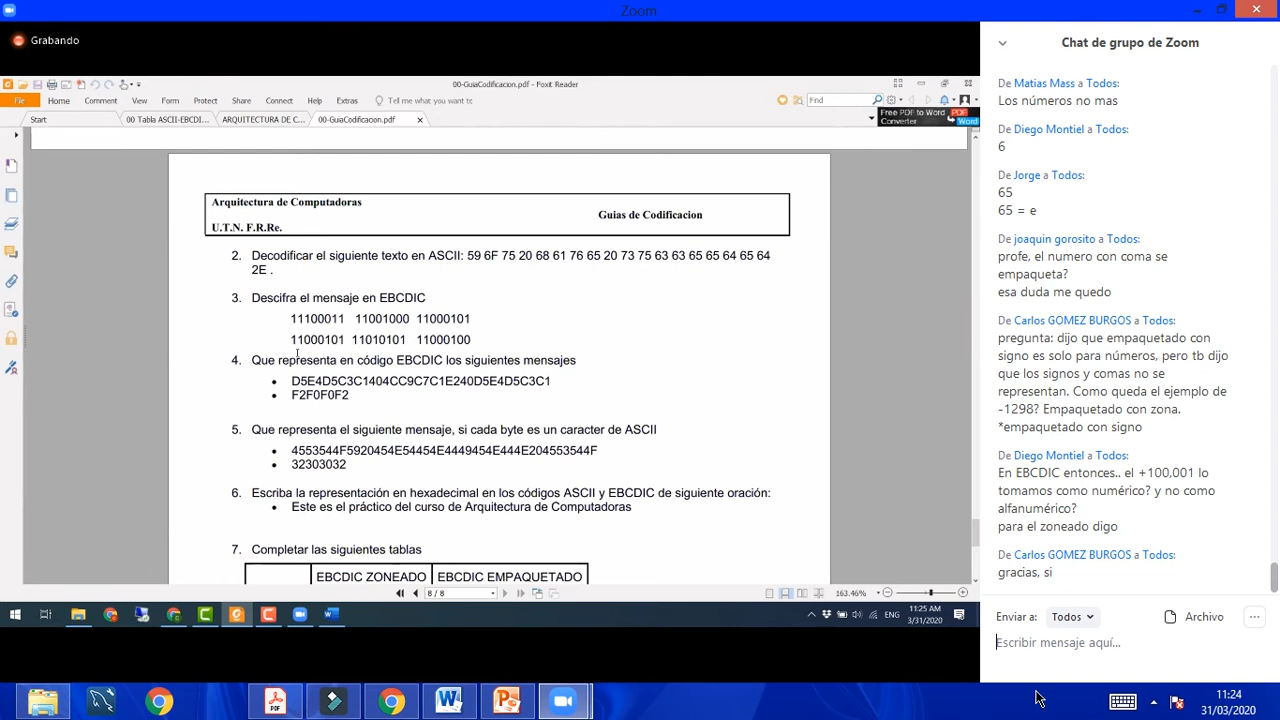 Zoom
Grabando
00-GuiaCodificacion.pdf - Foxit Reader
File Home Comment View Form Protect Share Connect Help Extras Tell me what you want to Find
Start 00 Tabla ASCII-EBCDI... ARQUITECTURA DE C... 00-GuiaCodificacion.pdf
Free PDF to Word
Converter
PDF
Word
Arquitectura de Computadoras
Guias de Codificacion
U.T.N. F.R.Re.
2. Decodificar el siguiente texto en ASCII: 59 6F 75 20 68 61 76 65 20 73 75 63 63 65 65 64 65 64
2E .
3. Descifra el mensaje en EBCDIC
11100011 11001000 11000101
11000101 11010101 11000100
4. Que representa en código EBCDIC los siguientes mensajes
• D5E4D5C3C1404CC9C7C1E240D5E4D5C3C1
• F2F0F0F2
5. Que representa el siguiente mensaje, si cada byte es un caracter de ASCII
• 4553544F5920454E54454E4449454E444E204553544F
• 32303032
6. Escriba la representación en hexadecimal en los códigos ASCII y EBCDIC de siguiente oración:
• Este es el práctico del curso de Arquitectura de Computadoras
7. Completar las siguientes tablas
EBCDIC ZONEADO EBCDIC EMPAQUETADO
8 / 8
163.46%
ENG
11:25 AM
3/31/2020
Chat de grupo de Zoom
De Matias Mass a Todos:
Los números no mas
De Diego Montiel a Todos:
6
De Jorge a Todos:
65
65 = e
De joaquin gorosito a Todos:
profe, el numero con coma se
empaqueta?
esa duda me quedo
De Carlos GOMEZ BURGOS a Todos:
pregunta: dijo que empaquetado con
signo es solo para números, pero tb dijo
que los signos y comas no se
representan. Como queda el ejemplo de
-1298? Empaquetado con zona.
*empaquetado con signo
De Diego Montiel a Todos:
En EBCDIC entonces.. el +100,001 lo
tomamos como numérico? y no como
alfanumérico?
para el zoneado digo
De Carlos GOMEZ BURGOS a Todos:
gracias, si
Enviar a: Todos Archivo
Escribir mensaje aquí...
11:24
31/03/2020